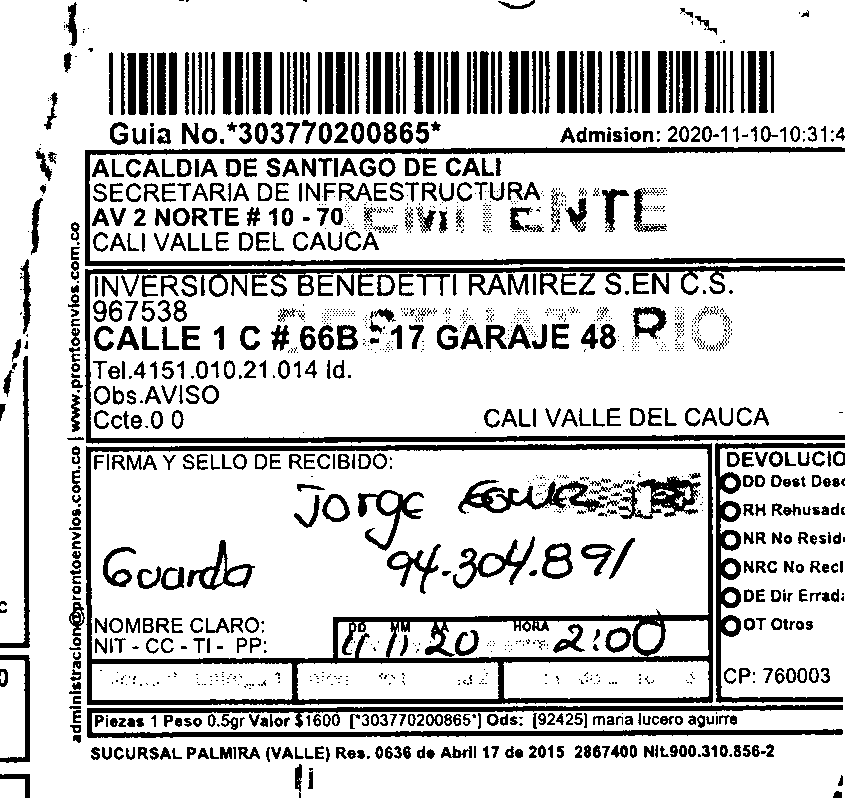 Guia No.*303770200865*
Admision: 2020-11-10-10:31:4
ALCALDIA DE SANTIAGO DE CALI
SECRETARIA DE INFRAESTRUCTURA
AV 2 NORTE # 10 - 70
CALI VALLE DEL CAUCA
REMITENTE
INVERSIONES BENEDETTI RAMIREZ S.EN C.S.
967538
DESTINATARIO
CALLE 1 C # 66B - 17 GARAJE 48
Tel.4151.010.21.014 Id.
Obs.AVISO
Ccte.0 0
CALI VALLE DEL CAUCA
administracion@prontoenvios.com.co | www.prontoenvios.com.co
FIRMA Y SELLO DE RECIBIDO:
Jorge
Guarda 94.304.891
NOMBRE CLARO:
NIT - CC - TI - PP:
DD MM AA HORA
11 11 20 2:00
DEVOLUCIO
DD Dest Desc
RH Rehusado
NR No Reside
NRC No Recl
DE Dir Errada
OT Otros
CP: 760003
Piezas 1 Peso 0.5gr Valor $1600 [*303770200865*] Ods: [92425] maria lucero aguirre
SUCURSAL PALMIRA (VALLE) Res. 0636 de Abril 17 de 2015 2867400 Nit.900.310.856-2